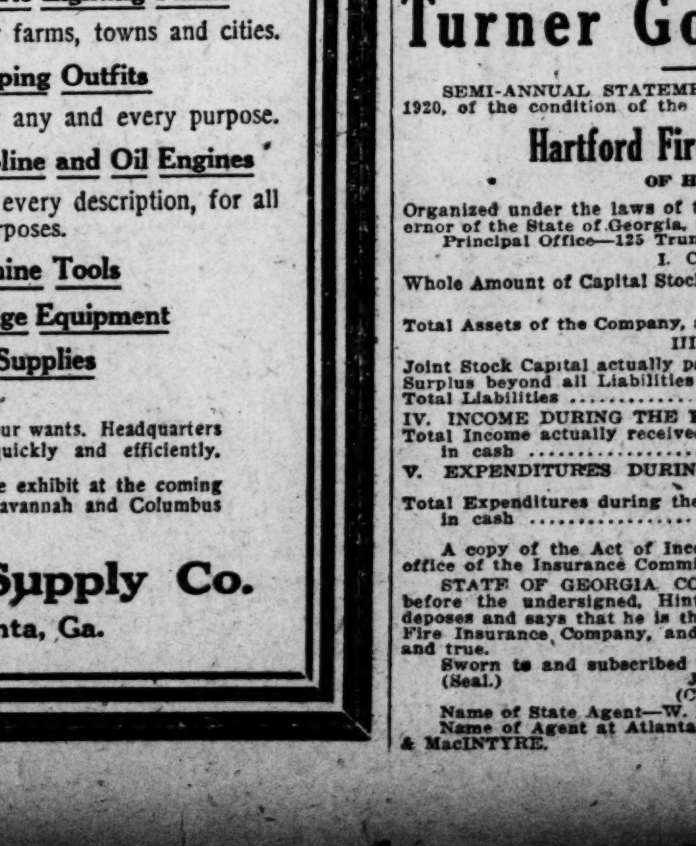 farms, towns and cities.
ping Outfits
any and every purpose.
line and Oil Engines
every description, for all
rposes.
ine Tools
ge Equipment
Supplies
ur wants. Headquarters
uickly and efficiently.
e exhibit at the coming
avannah and Columbus
Supply Co.
nta, Ga.
Turner Go
SEMI-ANNUAL STATEME
1920, of the condition of the
Hartford Fir
OF H
Organized under the laws of t
ernor of the State of Georgia,
Principal Office—125 Trum
I. C
Whole Amount of Capital Stoc
Total Assets of the Company,
III
Joint Stock Capital actually p
Surplus beyond all Liabilities
Total Liabilities ..............
IV. INCOME DURING THE
Total Income actually receive
in cash ....................
V. EXPENDITURES DURIN
Total Expenditures during the
in cash ....................
A copy of the Act of Inco
office of the Insurance Commi
STATE OF GEORGIA. CO
before the undersigned, Hint
deposes and says that he is th
Fire Insurance Company, and
and true.
Sworn to and subscribed
(Seal.) J
(C
Name of State Agent—W.
Name of Agent at Atlanta
& MacINTYRE.